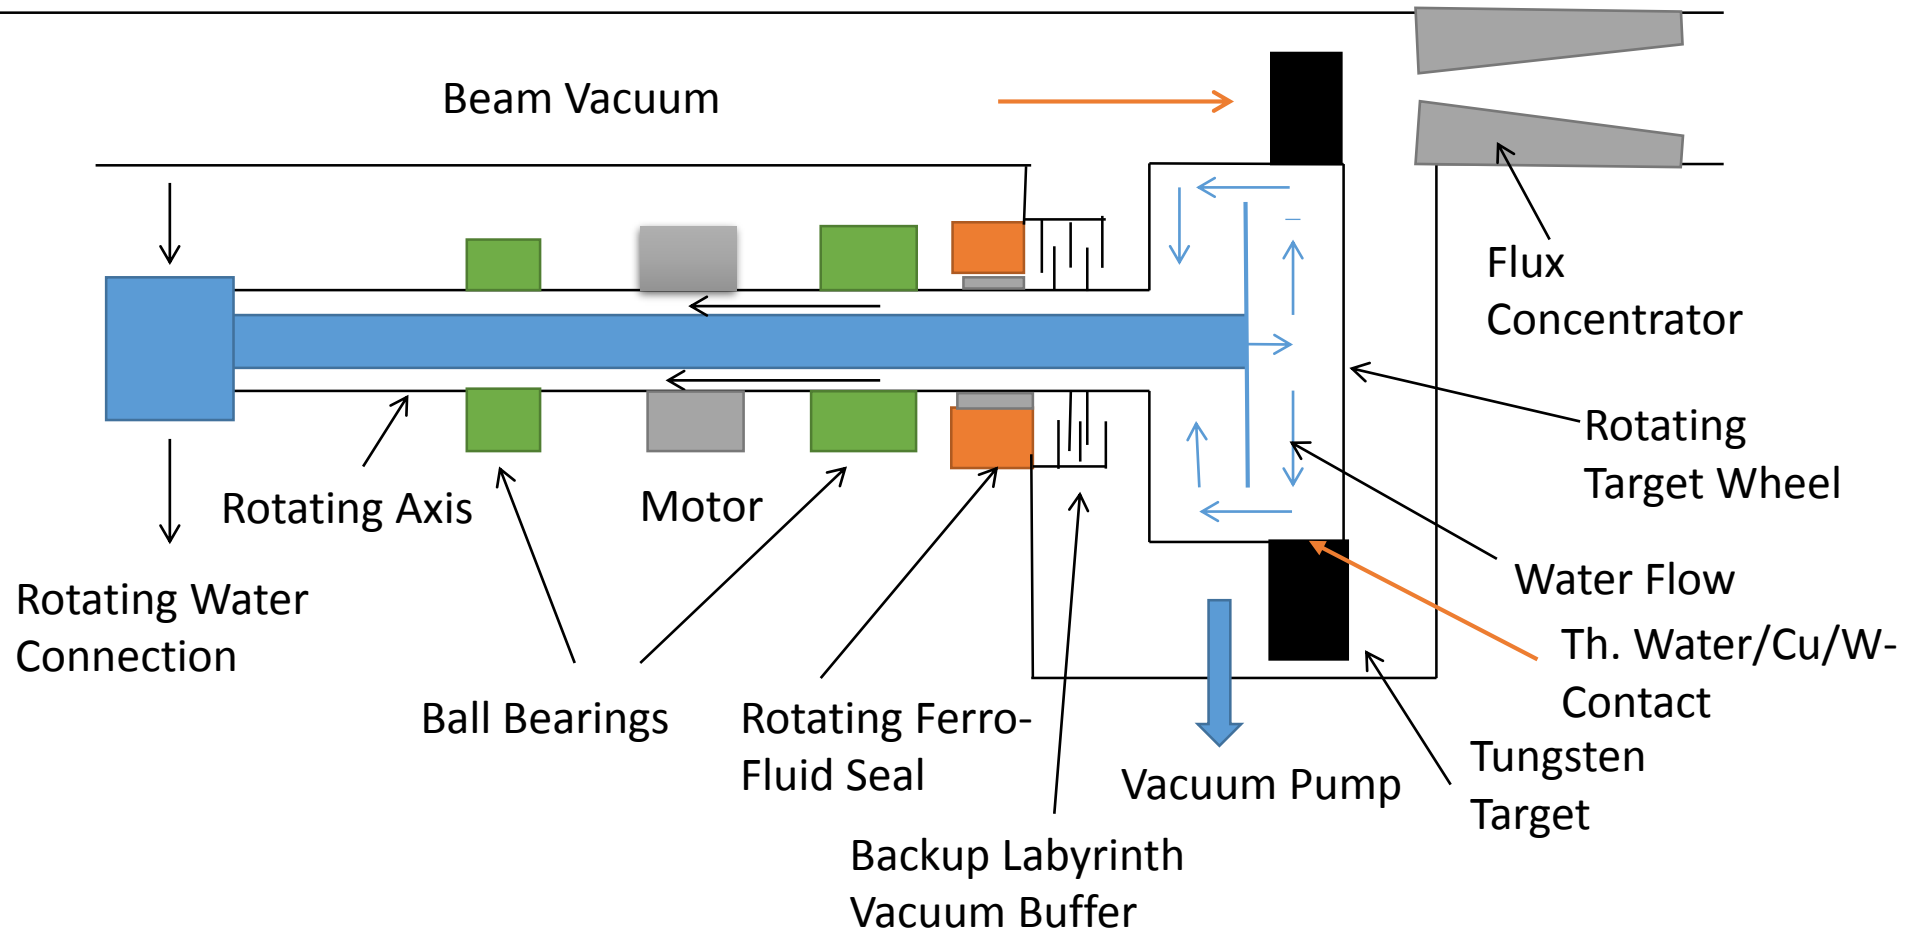 Beam Vacuum
Flux
Concentrator
Rotating
Target Wheel
Rotating Axis
Motor
Water Flow
Rotating Water
Connection
Th. Water/Cu/W-
Contact
Ball Bearings
Rotating Ferro-
Fluid Seal
Vacuum Pump
Tungsten
Target
Backup Labyrinth
Vacuum Buffer